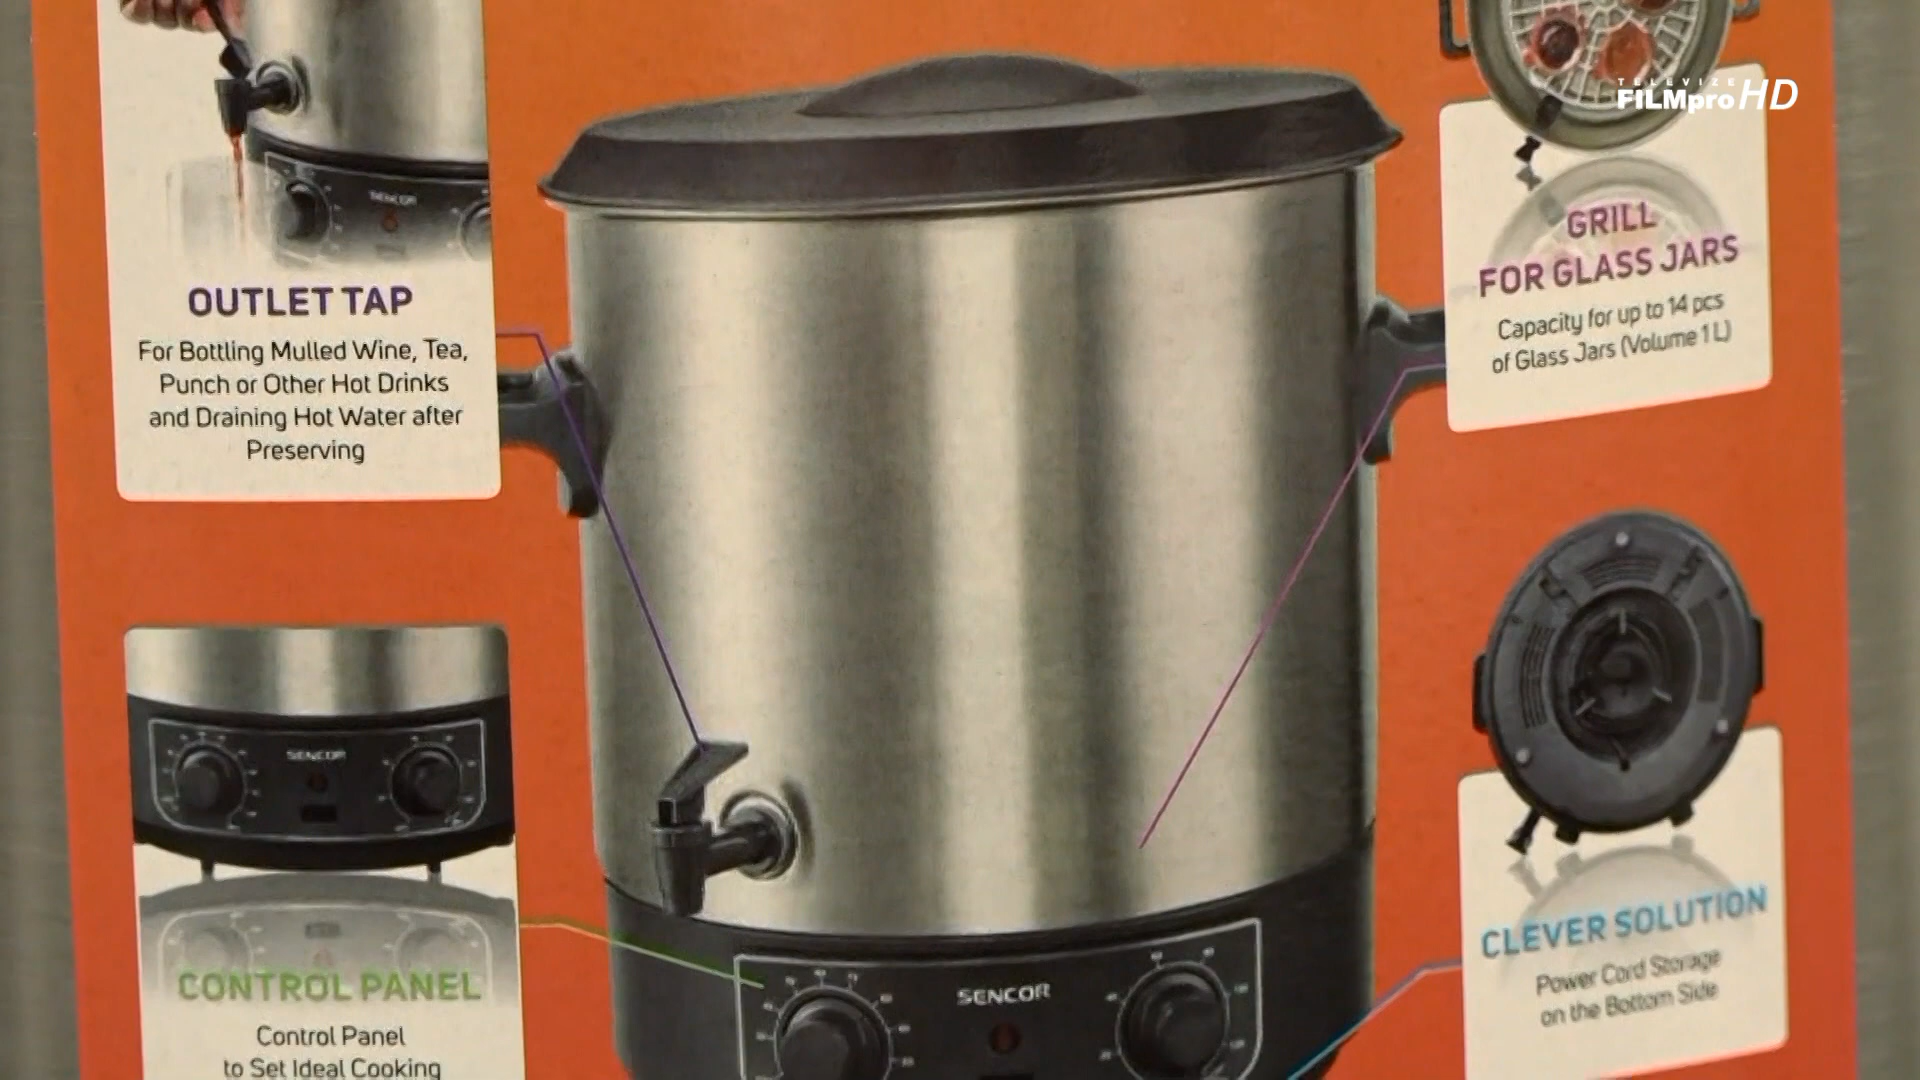 TELEVIZE
FILMpro HD
SENCOR
OUTLET TAP
For Bottling Mulled Wine, Tea,
Punch or Other Hot Drinks
and Draining Hot Water after
Preserving
GRILL
FOR GLASS JARS
Capacity for up to 14 pcs
of Glass Jars (Volume 1 L)
SENCOR
CONTROL PANEL
Control Panel
to Set Ideal Cooking
SENCOR
CLEVER SOLUTION
Power Cord Storage
on the Bottom Side